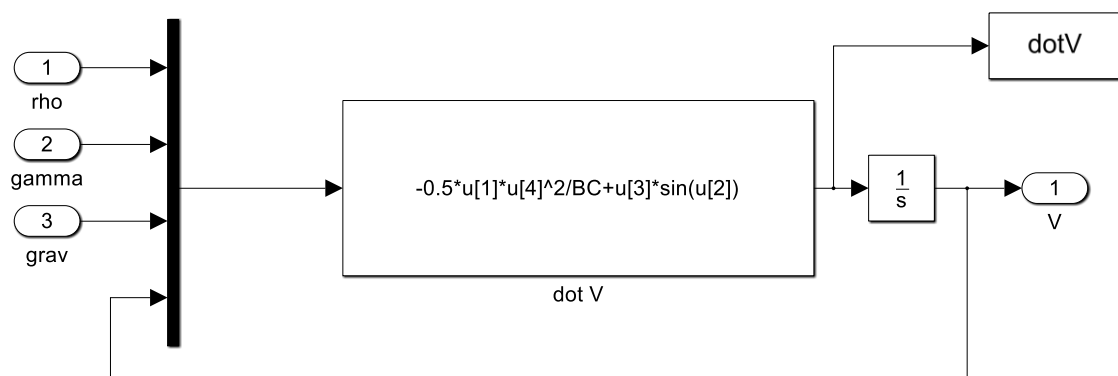 1
rho
2
gamma
3
grav
-0.5*u[1]*u[4]^2/BC+u[3]*sin(u[2])
dot V
dotV
1
s
1
V